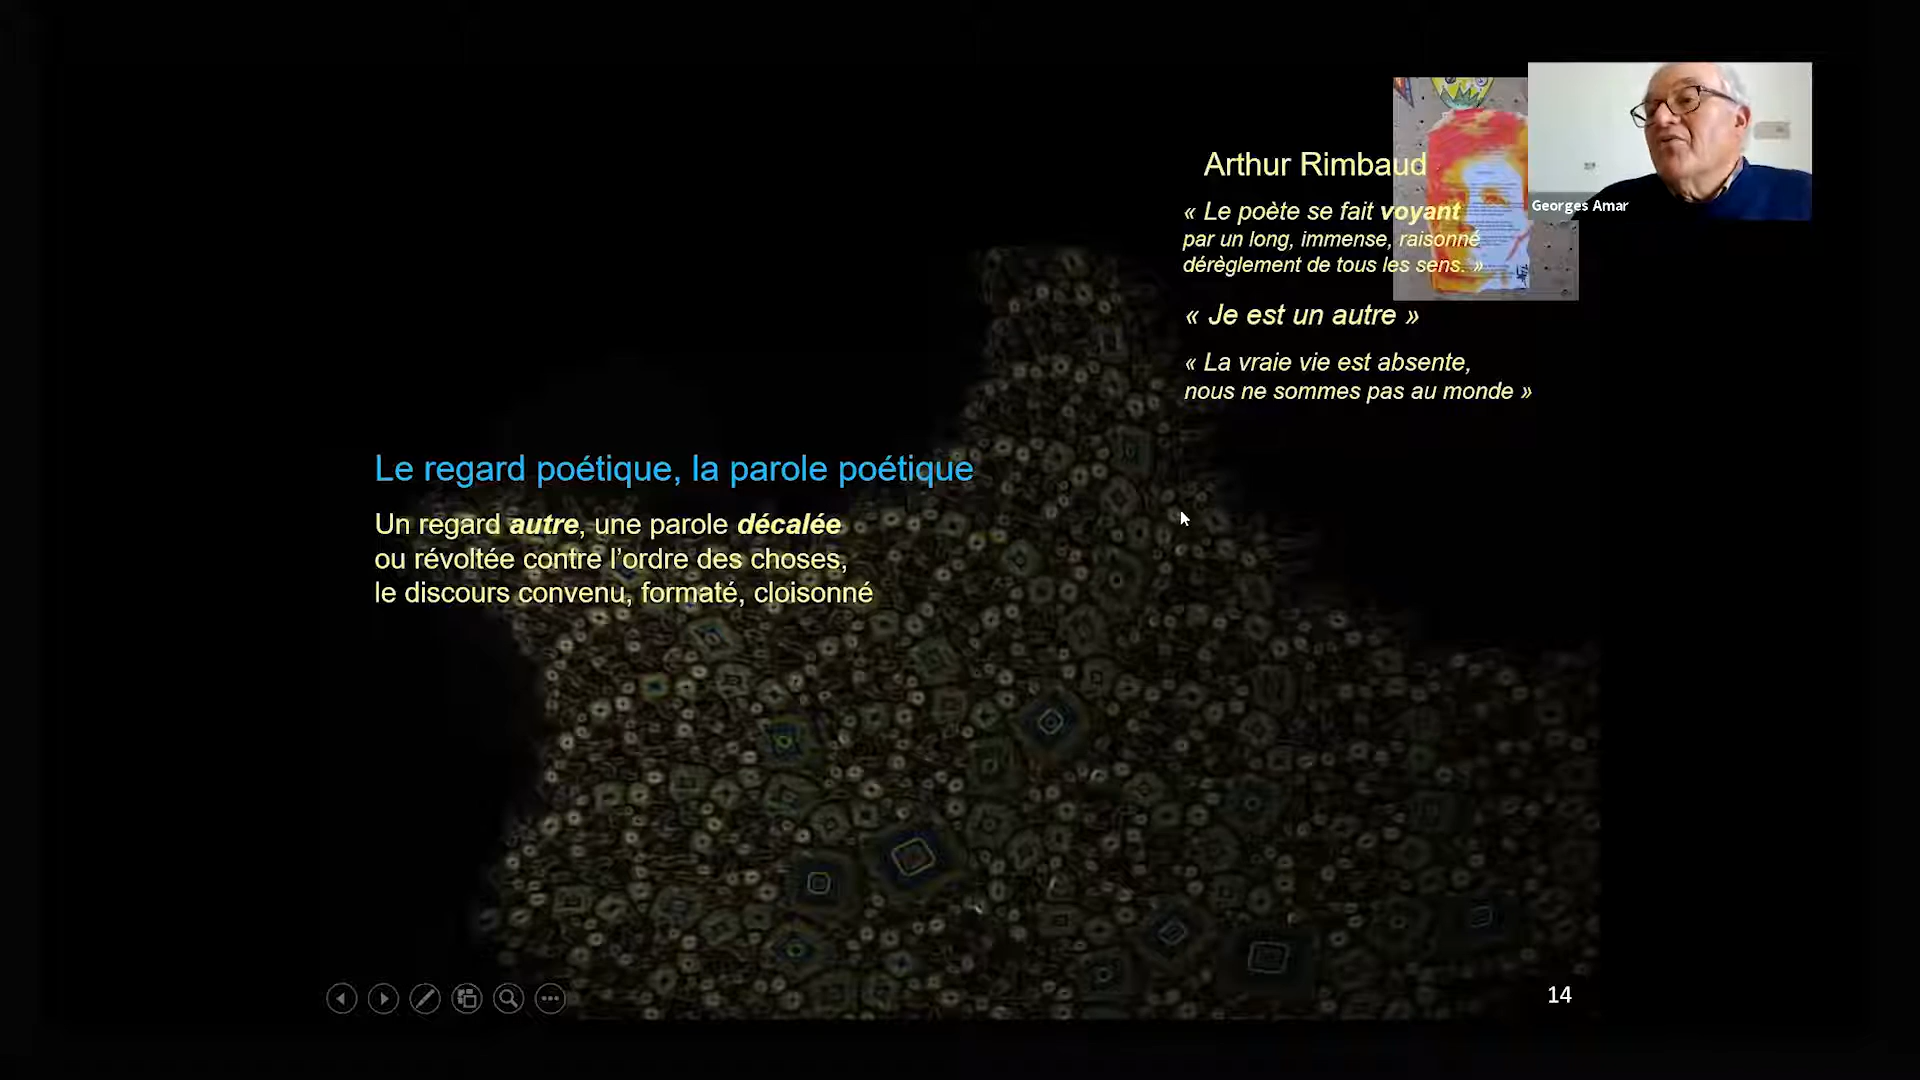 Arthur Rimbaud
« Le poète se fait voyant
par un long, immense, raisonné
dérèglement de tous les sens. »
« Je est un autre »
« La vraie vie est absente,
nous ne sommes pas au monde »
Georges Amar
Le regard poétique, la parole poétique
Un regard autre, une parole décalée
ou révoltée contre l’ordre des choses,
le discours convenu, formaté, cloisonné
14